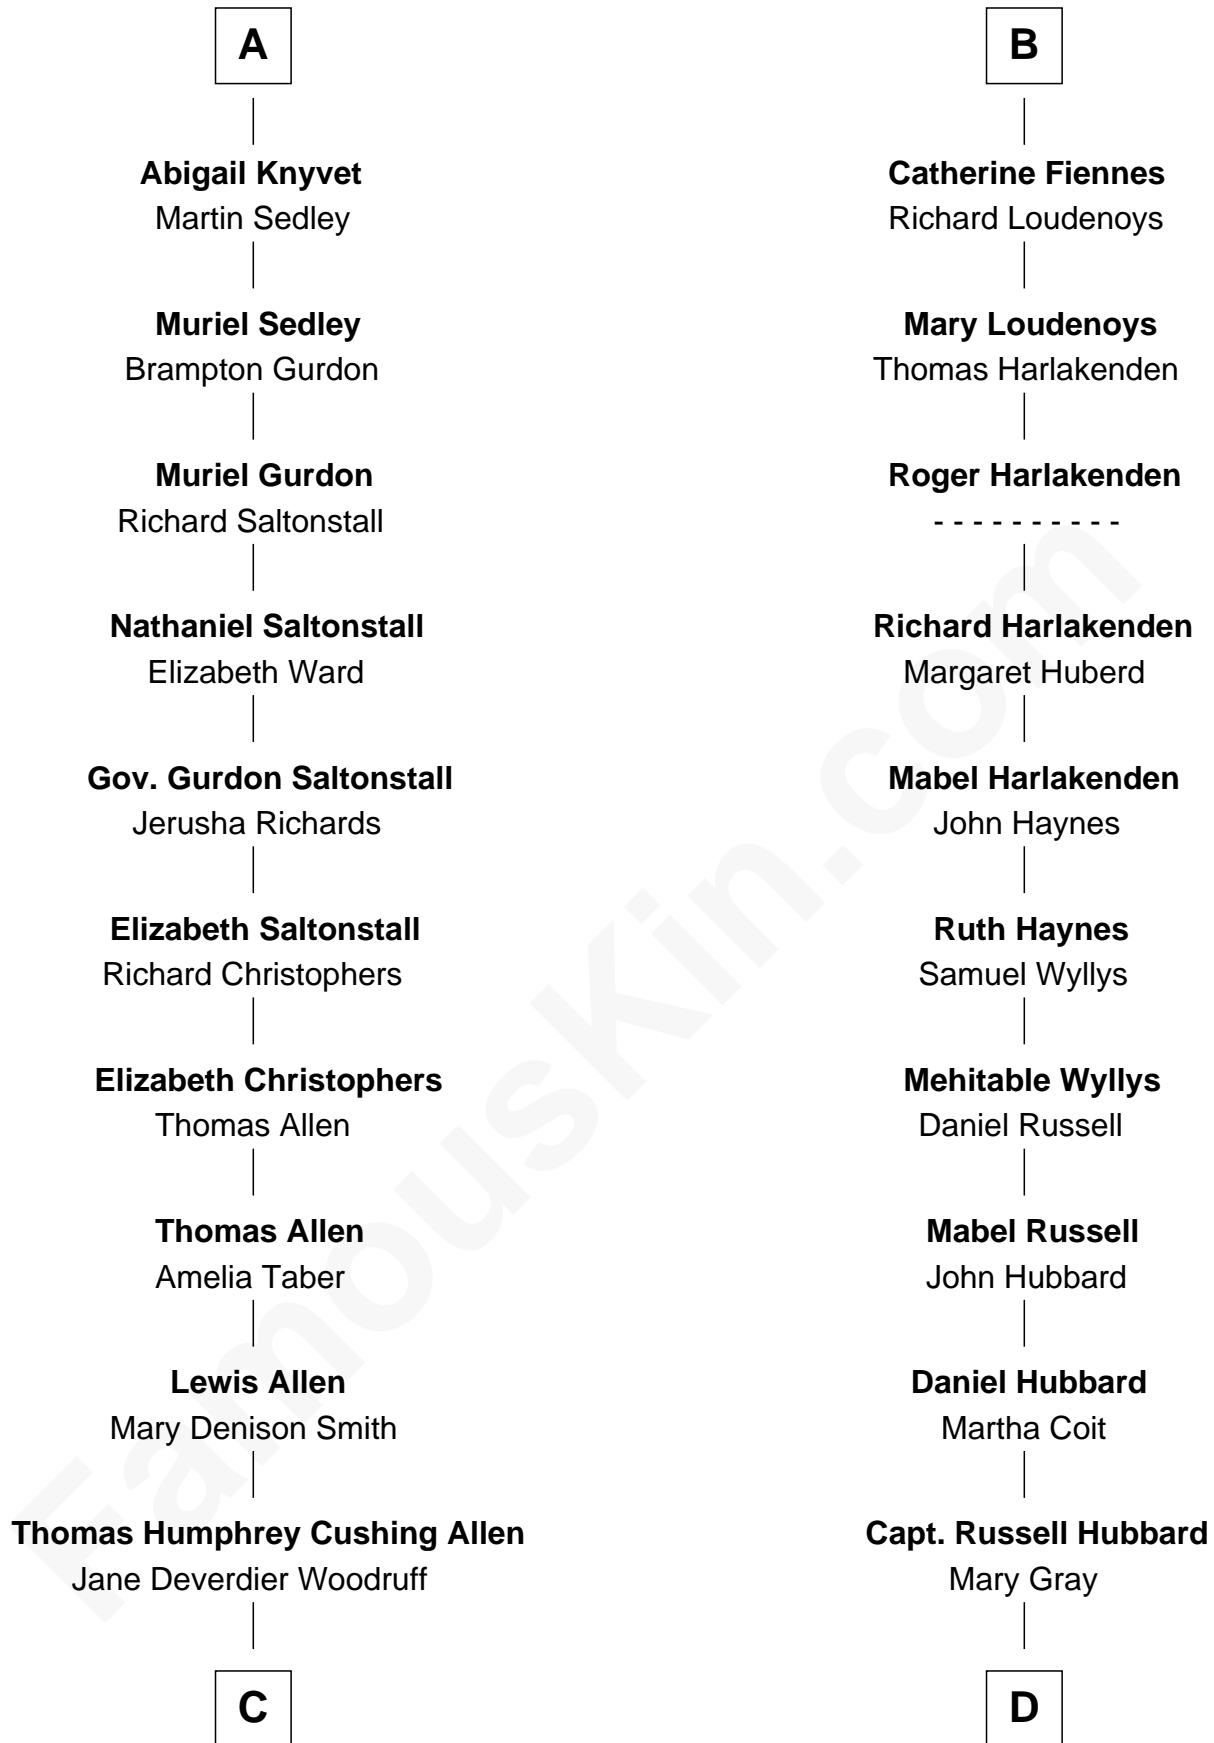 A
Abigail Knyvet
Martin Sedley
Muriel Sedley
Brampton Gurdon
Muriel Gurdon
Richard Saltonstall
Nathaniel Saltonstall
Elizabeth Ward
Gov. Gurdon Saltonstall
Jerusha Richards
Elizabeth Saltonstall
Richard Christophers
Elizabeth Christophers
Thomas Allen
Thomas Allen
Amelia Taber
Lewis Allen
Mary Denison Smith
Thomas Humphrey Cushing Allen
Jane Deverdier Woodruff
C
B
Catherine Fiennes
Richard Loudenoys
Mary Loudenoys
Thomas Harlakenden
Roger Harlakenden
- - - - - - - - - -
Richard Harlakenden
Margaret Huberd
Mabel Harlakenden
John Haynes
Ruth Haynes
Samuel Wyllys
Mehitable Wyllys
Daniel Russell
Mabel Russell
John Hubbard
Daniel Hubbard
Martha Coit
Capt. Russell Hubbard
Mary Gray
D
FamousKin.com